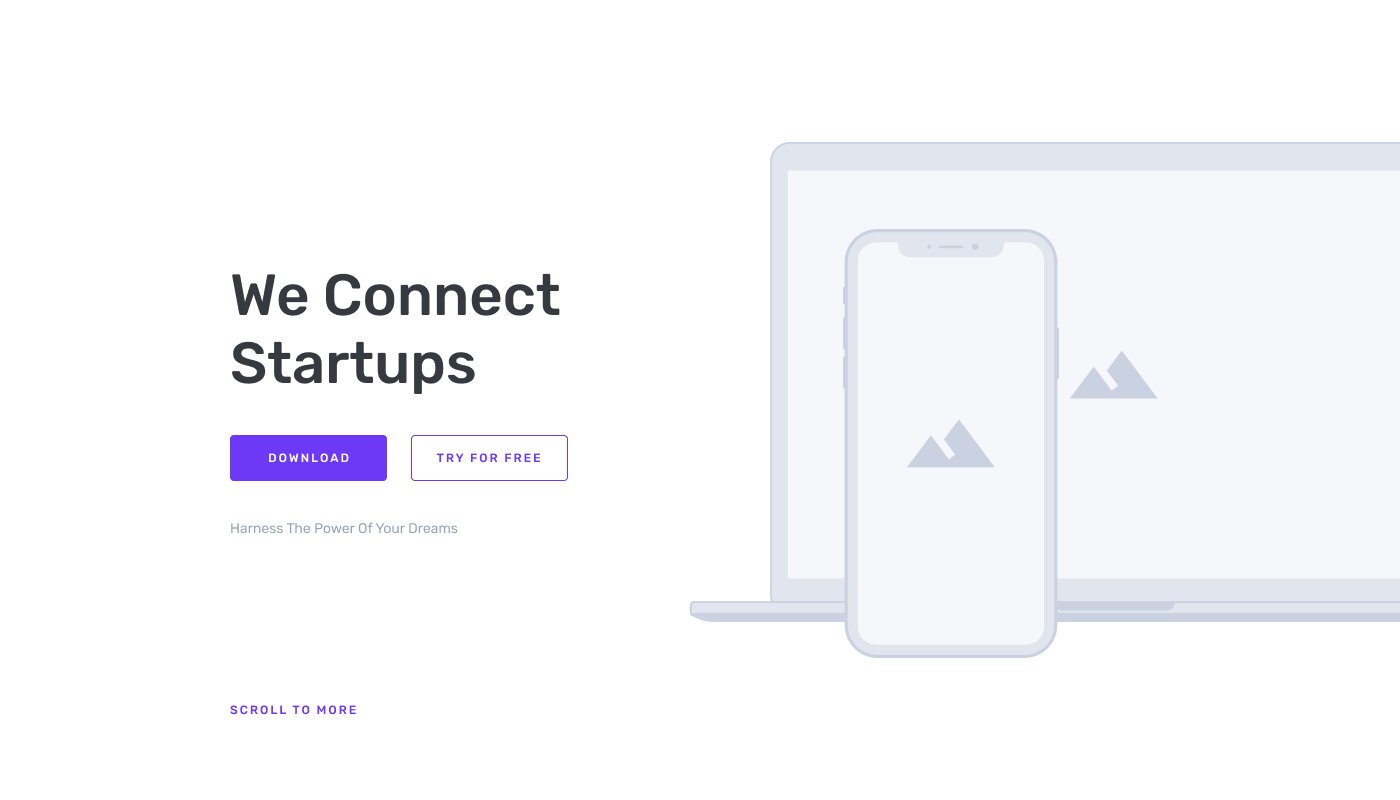 We Connect
Startups
DOWNLOAD
TRY FOR FREE
Harness The Power Of Your Dreams
SCROLL TO MORE